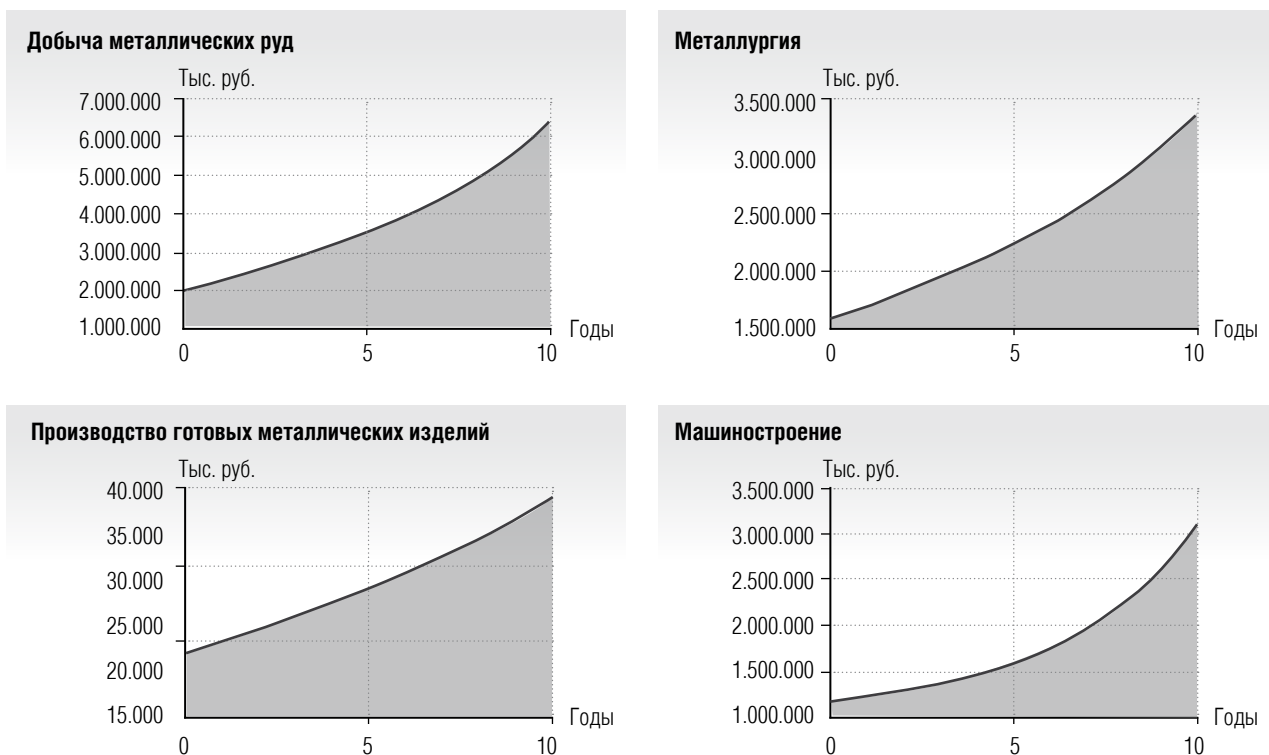 Добыча металлических руд
Тыс. руб.
7.000.000
6.000.000
5.000.000
4.000.000
3.000.000
2.000.000
1.000.000
0 5 10 Годы
Металлургия
Тыс. руб.
3.500.000
3.000.000
2.500.000
2.000.000
1.500.000
0 5 10 Годы
Производство готовых металлических изделий
Тыс. руб.
40.000
35.000
30.000
25.000
20.000
15.000
0 5 10 Годы
Машиностроение
Тыс. руб.
3.500.000
3.000.000
2.500.000
2.000.000
1.500.000
1.000.000
0 5 10 Годы